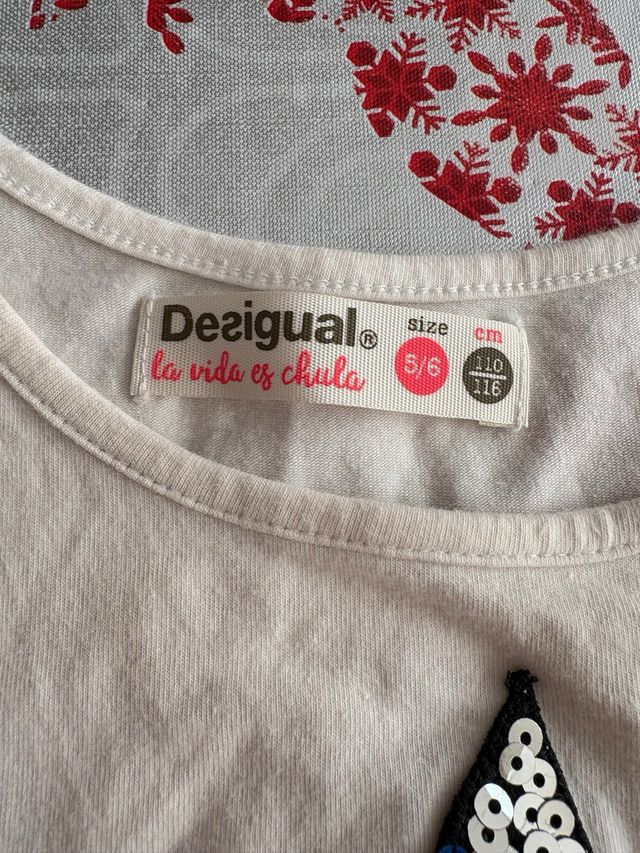 Desigual® size cm
la vida es chula 5/6 110
116